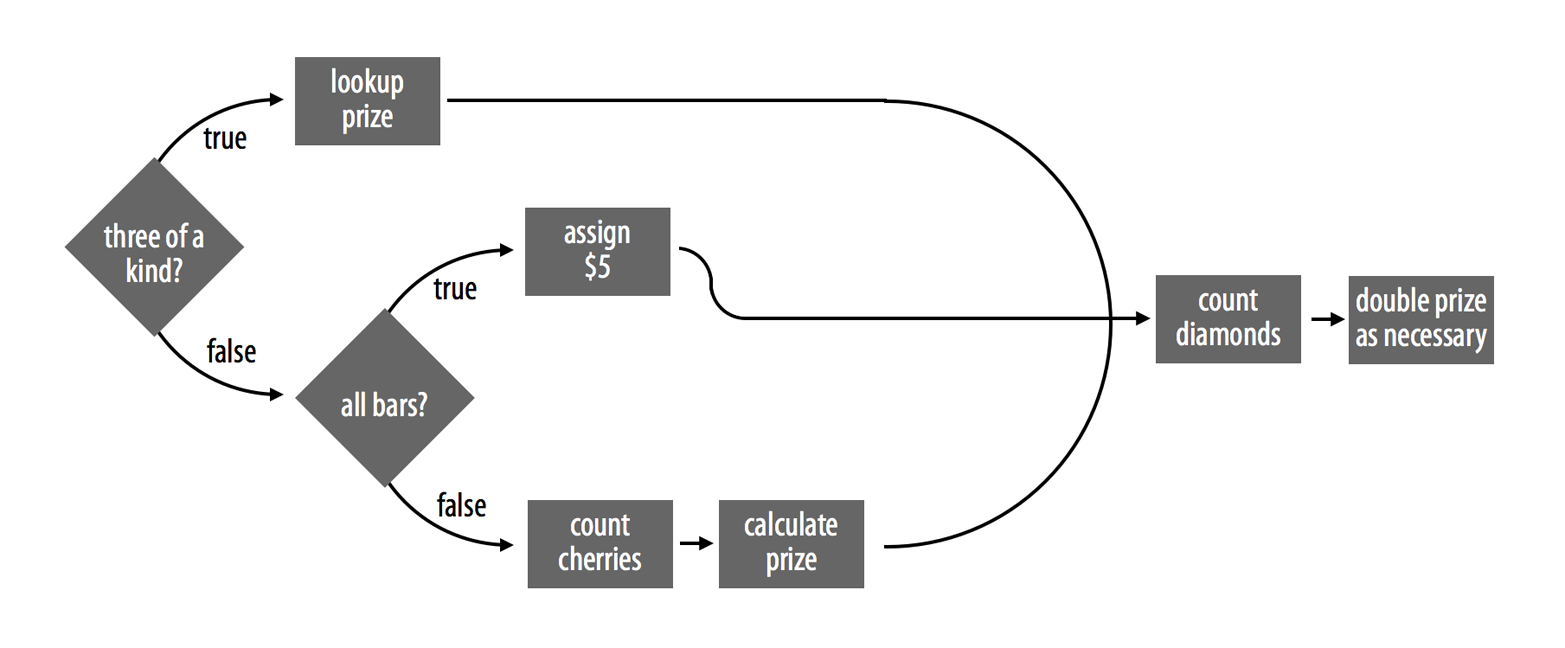 lookup
prize
true
three of a
kind?
false
assign
$5
true
all bars?
false
count
cherries
calculate
prize
count
diamonds
double prize
as necessary